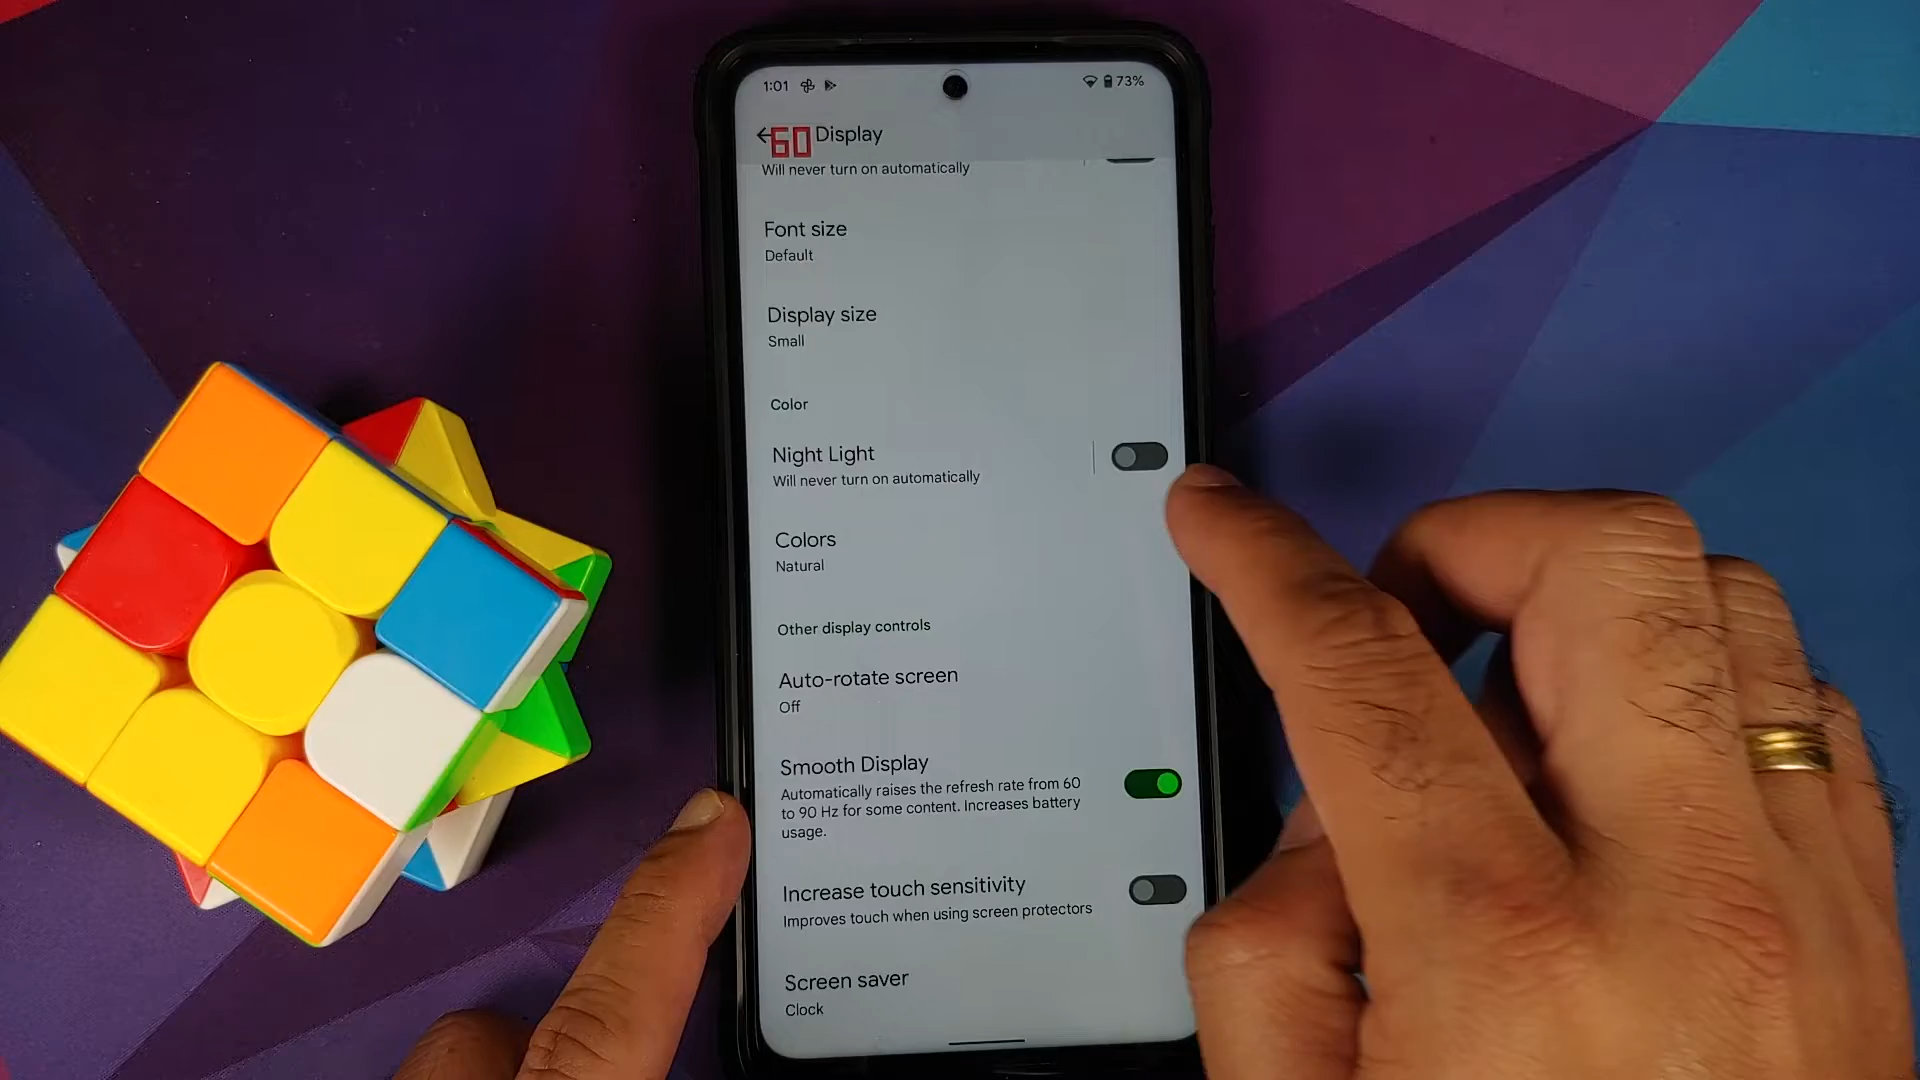 1:01
73%
60
Display
Will never turn on automatically
Font size
Default
Display size
Small
Color
Night Light
Will never turn on automatically
Colors
Natural
Other display controls
Auto-rotate screen
Off
Smooth Display
Automatically raises the refresh rate from 60
to 90 Hz for some content. Increases battery
usage.
Increase touch sensitivity
Improves touch when using screen protectors
Screen saver
Clock